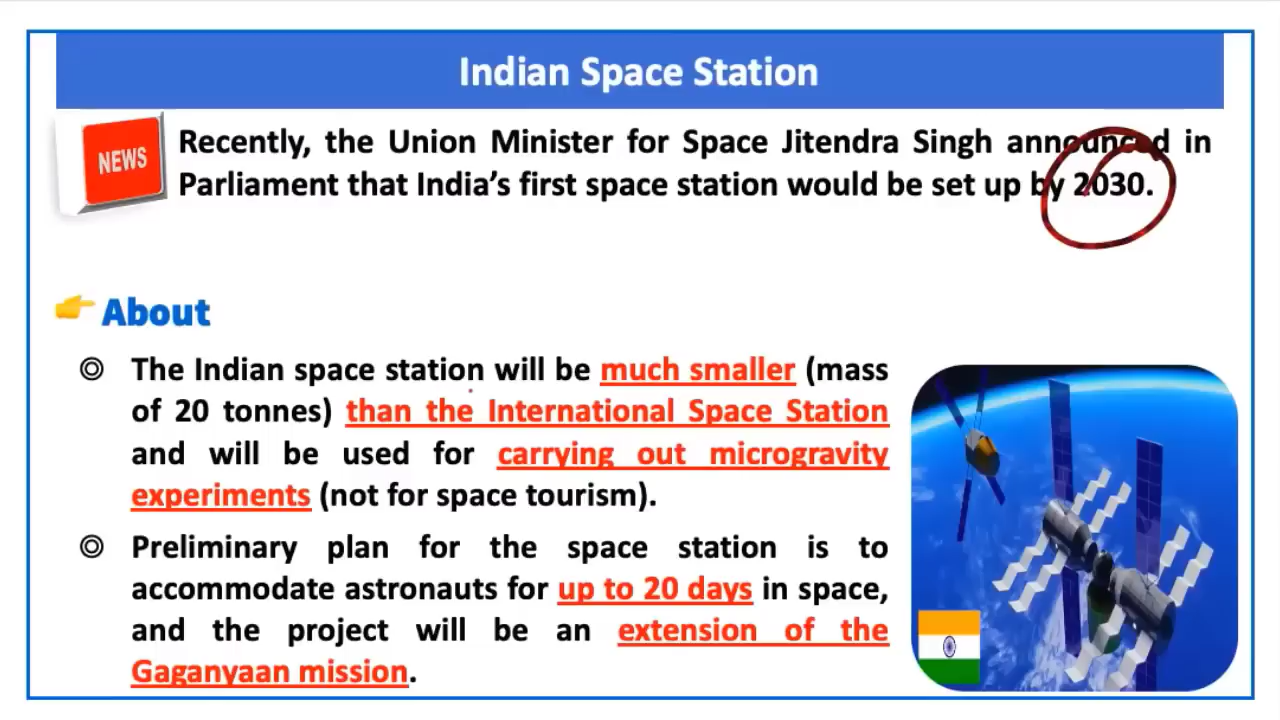 Indian Space Station
NEWS
Recently, the Union Minister for Space Jitendra Singh announced in
Parliament that India's first space station would be set up by 2030.
About
The Indian space station will be much smaller (mass
of 20 tonnes) than the International Space Station
and will be used for carrying out microgravity
experiments (not for space tourism).
Preliminary plan for the space station is to
accommodate astronauts for up to 20 days in space,
and the project will be an extension of the
Gaganyaan mission.